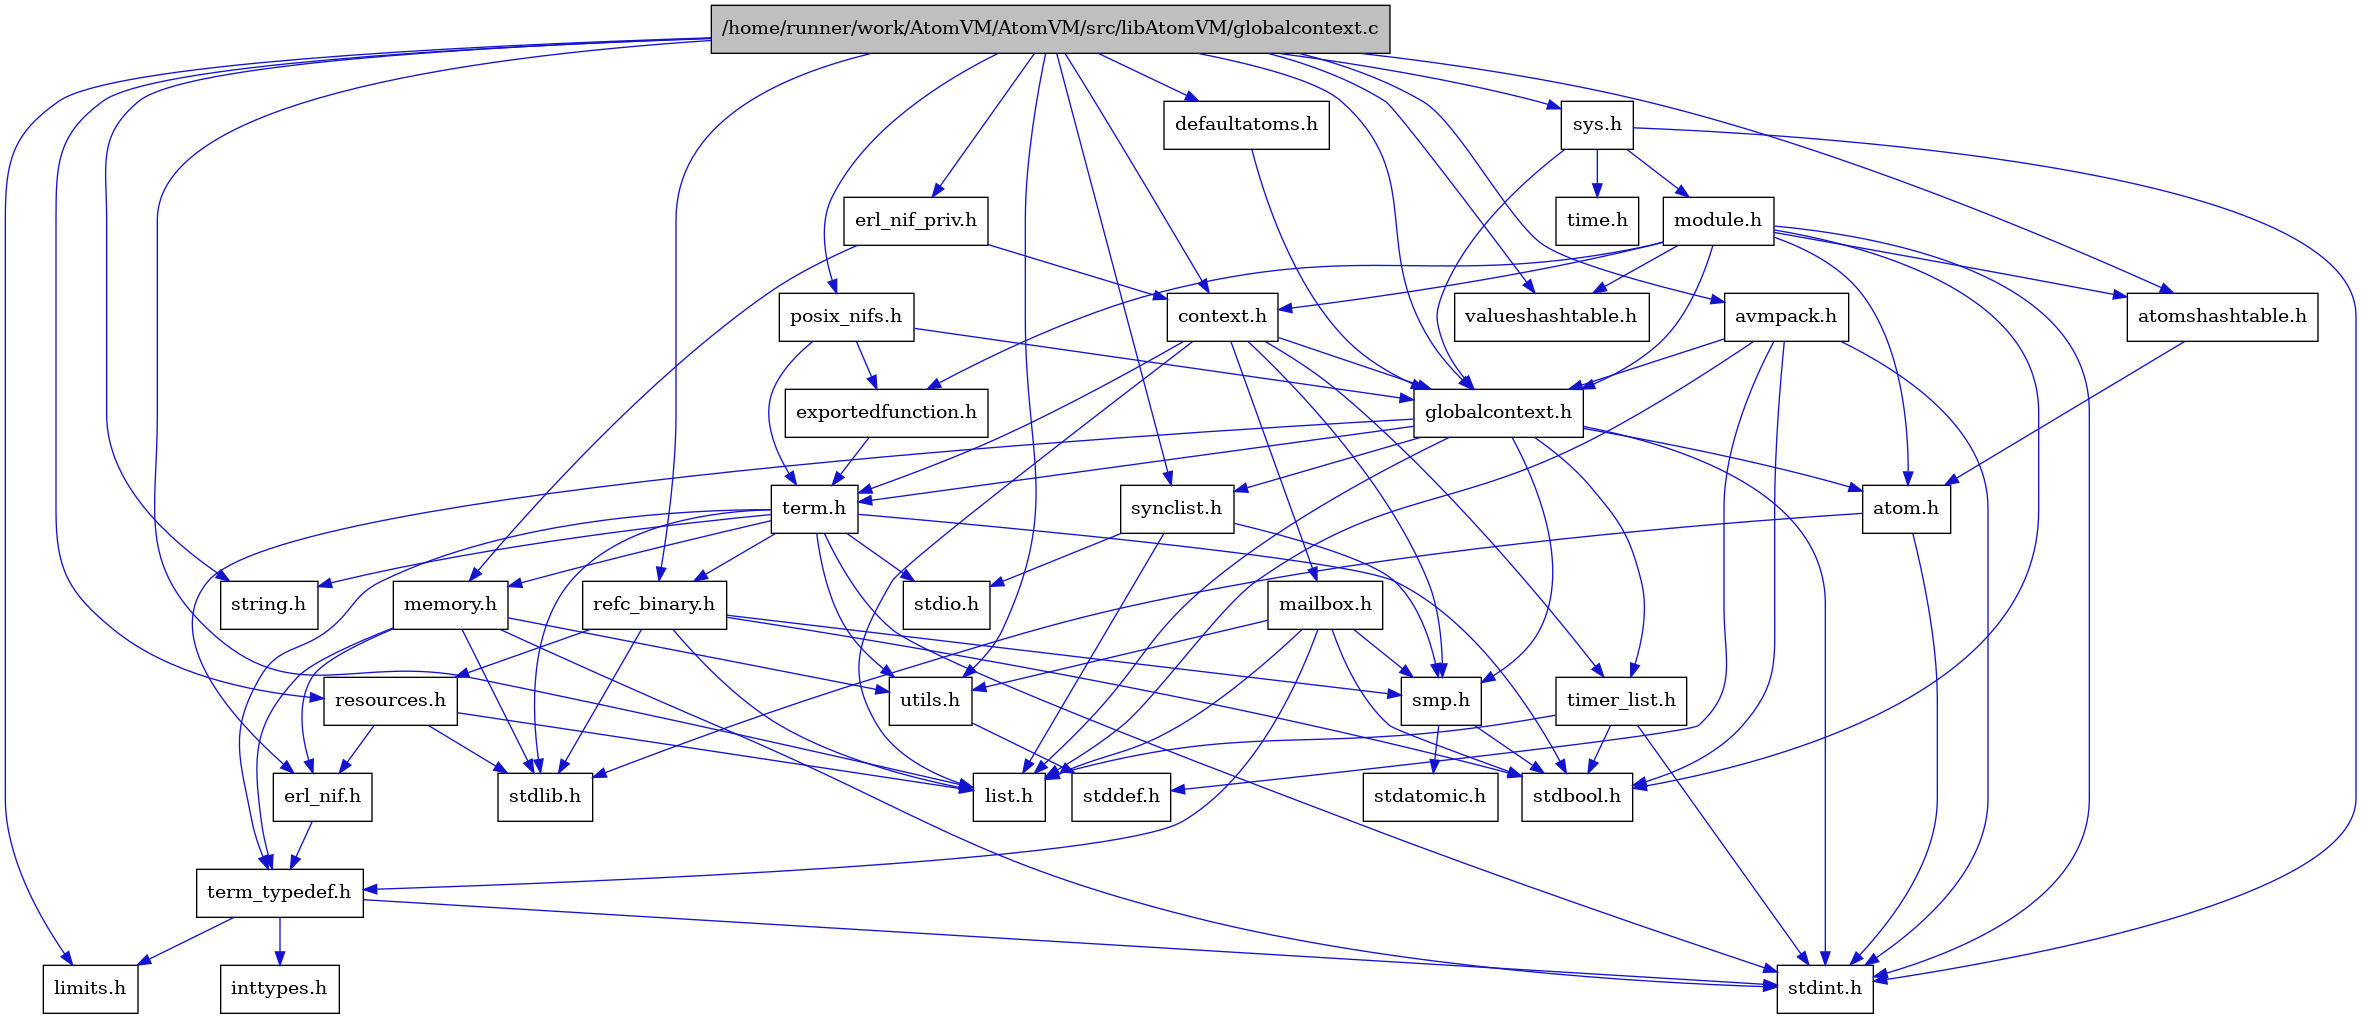 /home/runner/work/AtomVM/AtomVM/src/libAtomVM/globalcontext.c
defaultatoms.h
sys.h
erl_nif_priv.h
time.h
module.h
posix_nifs.h
context.h
valueshashtable.h
avmpack.h
atomshashtable.h
exportedfunction.h
globalcontext.h
term.h
synclist.h
atom.h
string.h
memory.h
refc_binary.h
stdio.h
mailbox.h
resources.h
utils.h
smp.h
timer_list.h
erl_nif.h
stdlib.h
list.h
stddef.h
stdatomic.h
stdbool.h
term_typedef.h
limits.h
inttypes.h
stdint.h